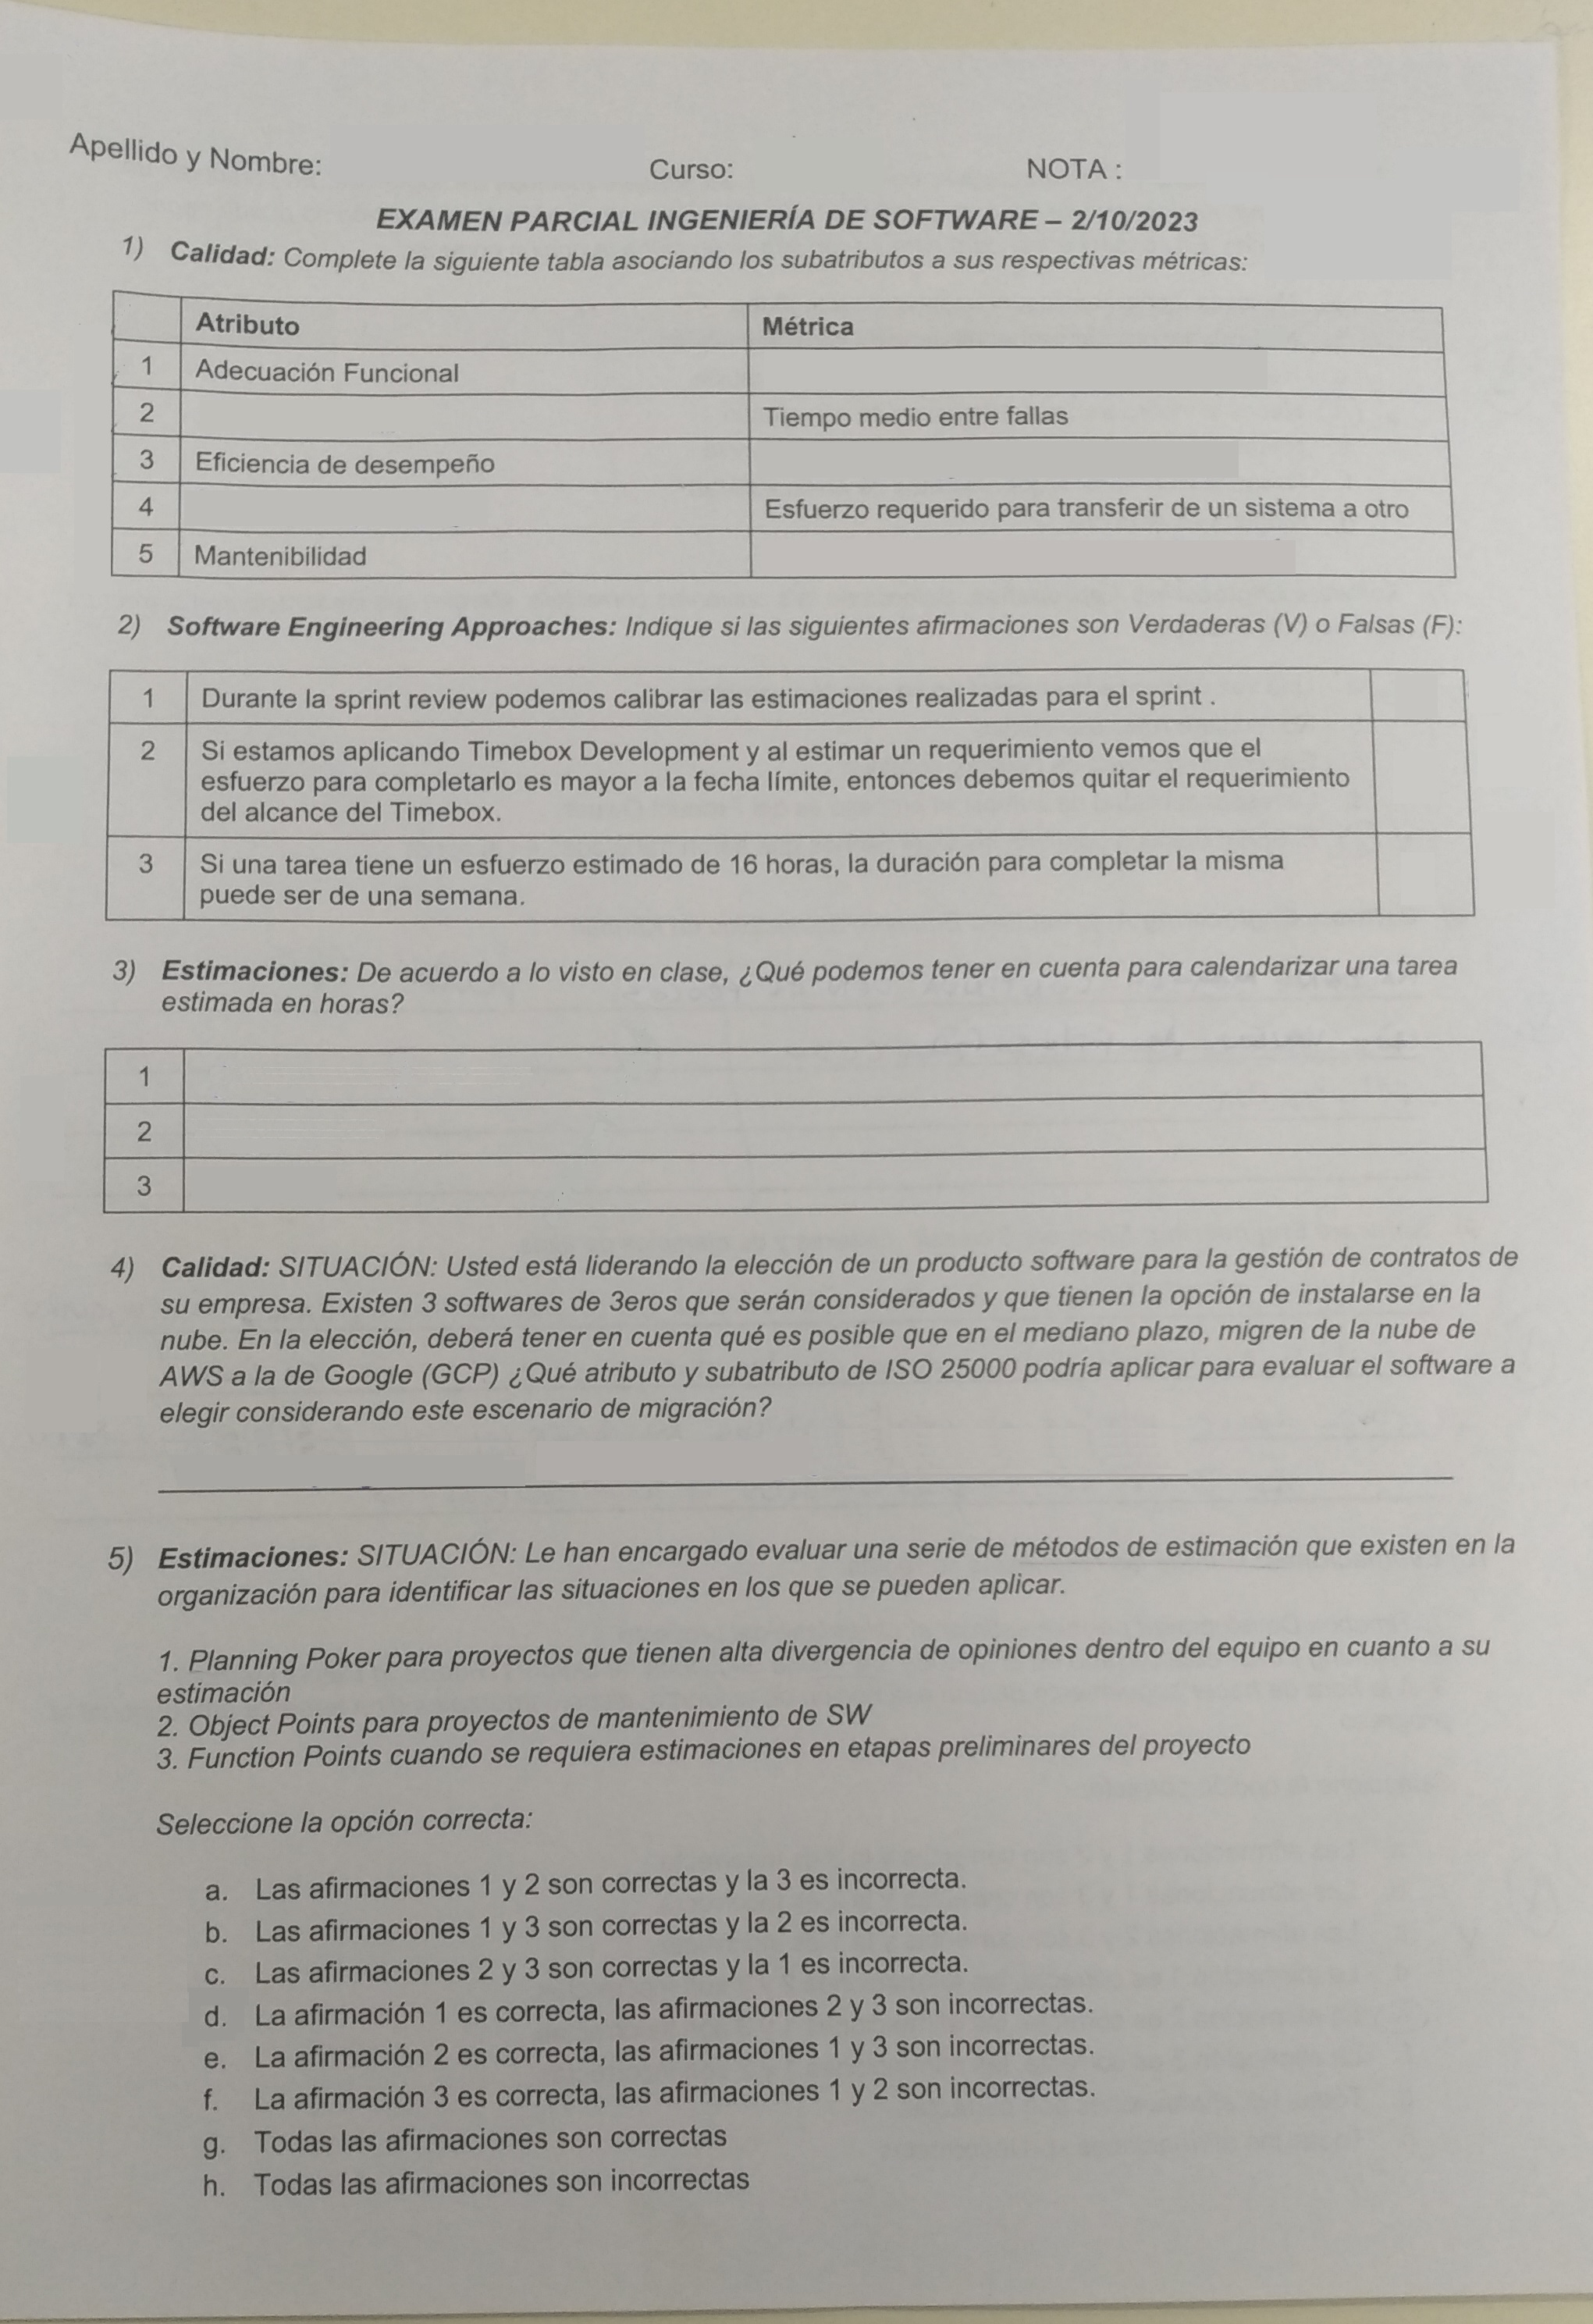 Apellido y Nombre: Curso: NOTA :
EXAMEN PARCIAL INGENIERÍA DE SOFTWARE – 2/10/2023
1) Calidad: Complete la siguiente tabla asociando los subatributos a sus respectivas métricas:
Atributo Métrica
1 Adecuación Funcional
2 Tiempo medio entre fallas
3 Eficiencia de desempeño
4 Esfuerzo requerido para transferir de un sistema a otro
5 Mantenibilidad
2) Software Engineering Approaches: Indique si las siguientes afirmaciones son Verdaderas (V) o Falsas (F):
1 Durante la sprint review podemos calibrar las estimaciones realizadas para el sprint .
2 Si estamos aplicando Timebox Development y al estimar un requerimiento vemos que el
esfuerzo para completarlo es mayor a la fecha límite, entonces debemos quitar el requerimiento
del alcance del Timebox.
3 Si una tarea tiene un esfuerzo estimado de 16 horas, la duración para completar la misma
puede ser de una semana.
3) Estimaciones: De acuerdo a lo visto en clase, ¿Qué podemos tener en cuenta para calendarizar una tarea
estimada en horas?
1
2
3
4) Calidad: SITUACIÓN: Usted está liderando la elección de un producto software para la gestión de contratos de
su empresa. Existen 3 softwares de 3eros que serán considerados y que tienen la opción de instalarse en la
nube. En la elección, deberá tener en cuenta qué es posible que en el mediano plazo, migren de la nube de
AWS a la de Google (GCP) ¿Qué atributo y subatributo de ISO 25000 podría aplicar para evaluar el software a
elegir considerando este escenario de migración?
5) Estimaciones: SITUACIÓN: Le han encargado evaluar una serie de métodos de estimación que existen en la
organización para identificar las situaciones en los que se pueden aplicar.
1. Planning Poker para proyectos que tienen alta divergencia de opiniones dentro del equipo en cuanto a su
estimación
2. Object Points para proyectos de mantenimiento de SW
3. Function Points cuando se requiera estimaciones en etapas preliminares del proyecto
Seleccione la opción correcta:
a. Las afirmaciones 1 y 2 son correctas y la 3 es incorrecta.
b. Las afirmaciones 1 y 3 son correctas y la 2 es incorrecta.
c. Las afirmaciones 2 y 3 son correctas y la 1 es incorrecta.
d. La afirmación 1 es correcta, las afirmaciones 2 y 3 son incorrectas.
e. La afirmación 2 es correcta, las afirmaciones 1 y 3 son incorrectas.
f. La afirmación 3 es correcta, las afirmaciones 1 y 2 son incorrectas.
g. Todas las afirmaciones son correctas
h. Todas las afirmaciones son incorrectas